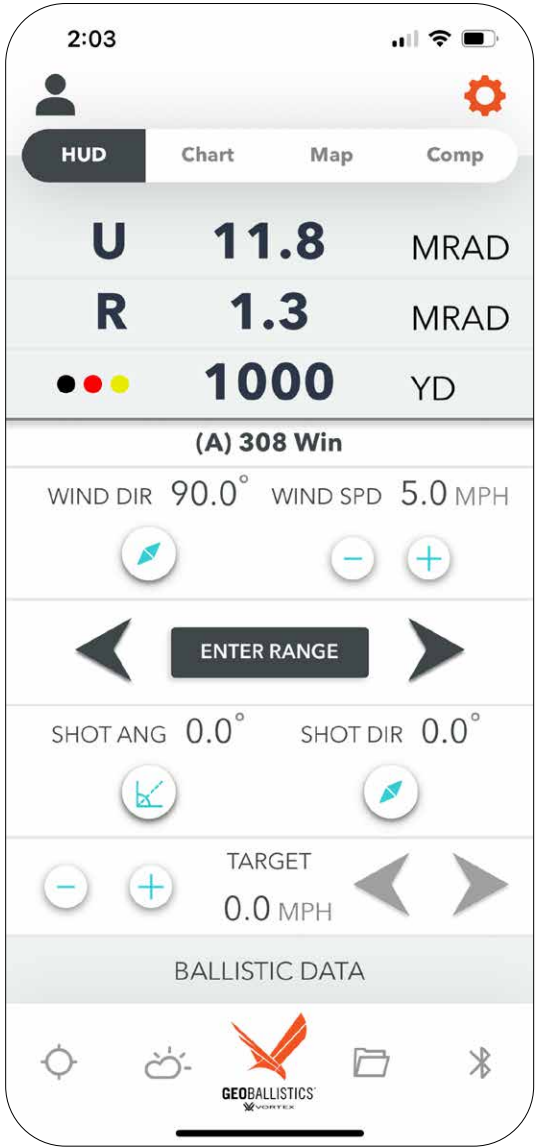 2:03
HUD Chart Map Comp
U 11.8 MRAD
R 1.3 MRAD
1000 YD
(A) 308 Win
WIND DIR 90.0° WIND SPD 5.0 MPH
ENTER RANGE
SHOT ANG 0.0° SHOT DIR 0.0°
TARGET
0.0 MPH
BALLISTIC DATA
GEOBALLISTICS
VORTEX